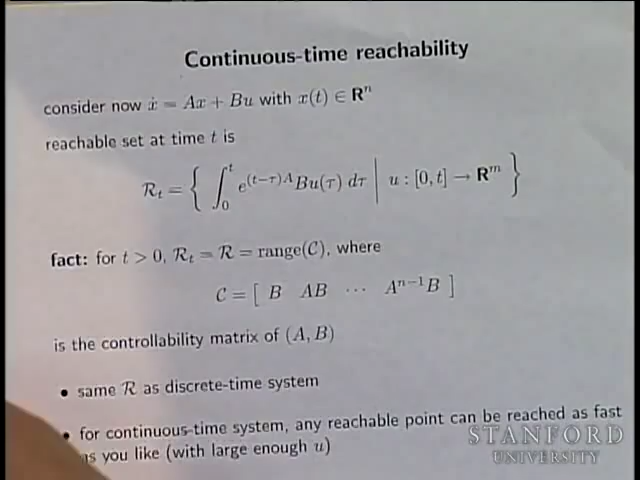 Continuous-time reachability
consider now ẋ = Ax + Bu with x(t) ∈ Rⁿ
reachable set at time t is
R_t = { ∫₀ᵗ e^{(t−τ)A} Bu(τ) dτ | u : [0, t] → Rᵐ }
fact: for t > 0, R_t = R = range(C), where
C = [ B AB ⋯ Aⁿ⁻¹B ]
is the controllability matrix of (A, B)
• same R as discrete-time system
• for continuous-time system, any reachable point can be reached as fast
as you like (with large enough u)
STANFORD
UNIVERSITY